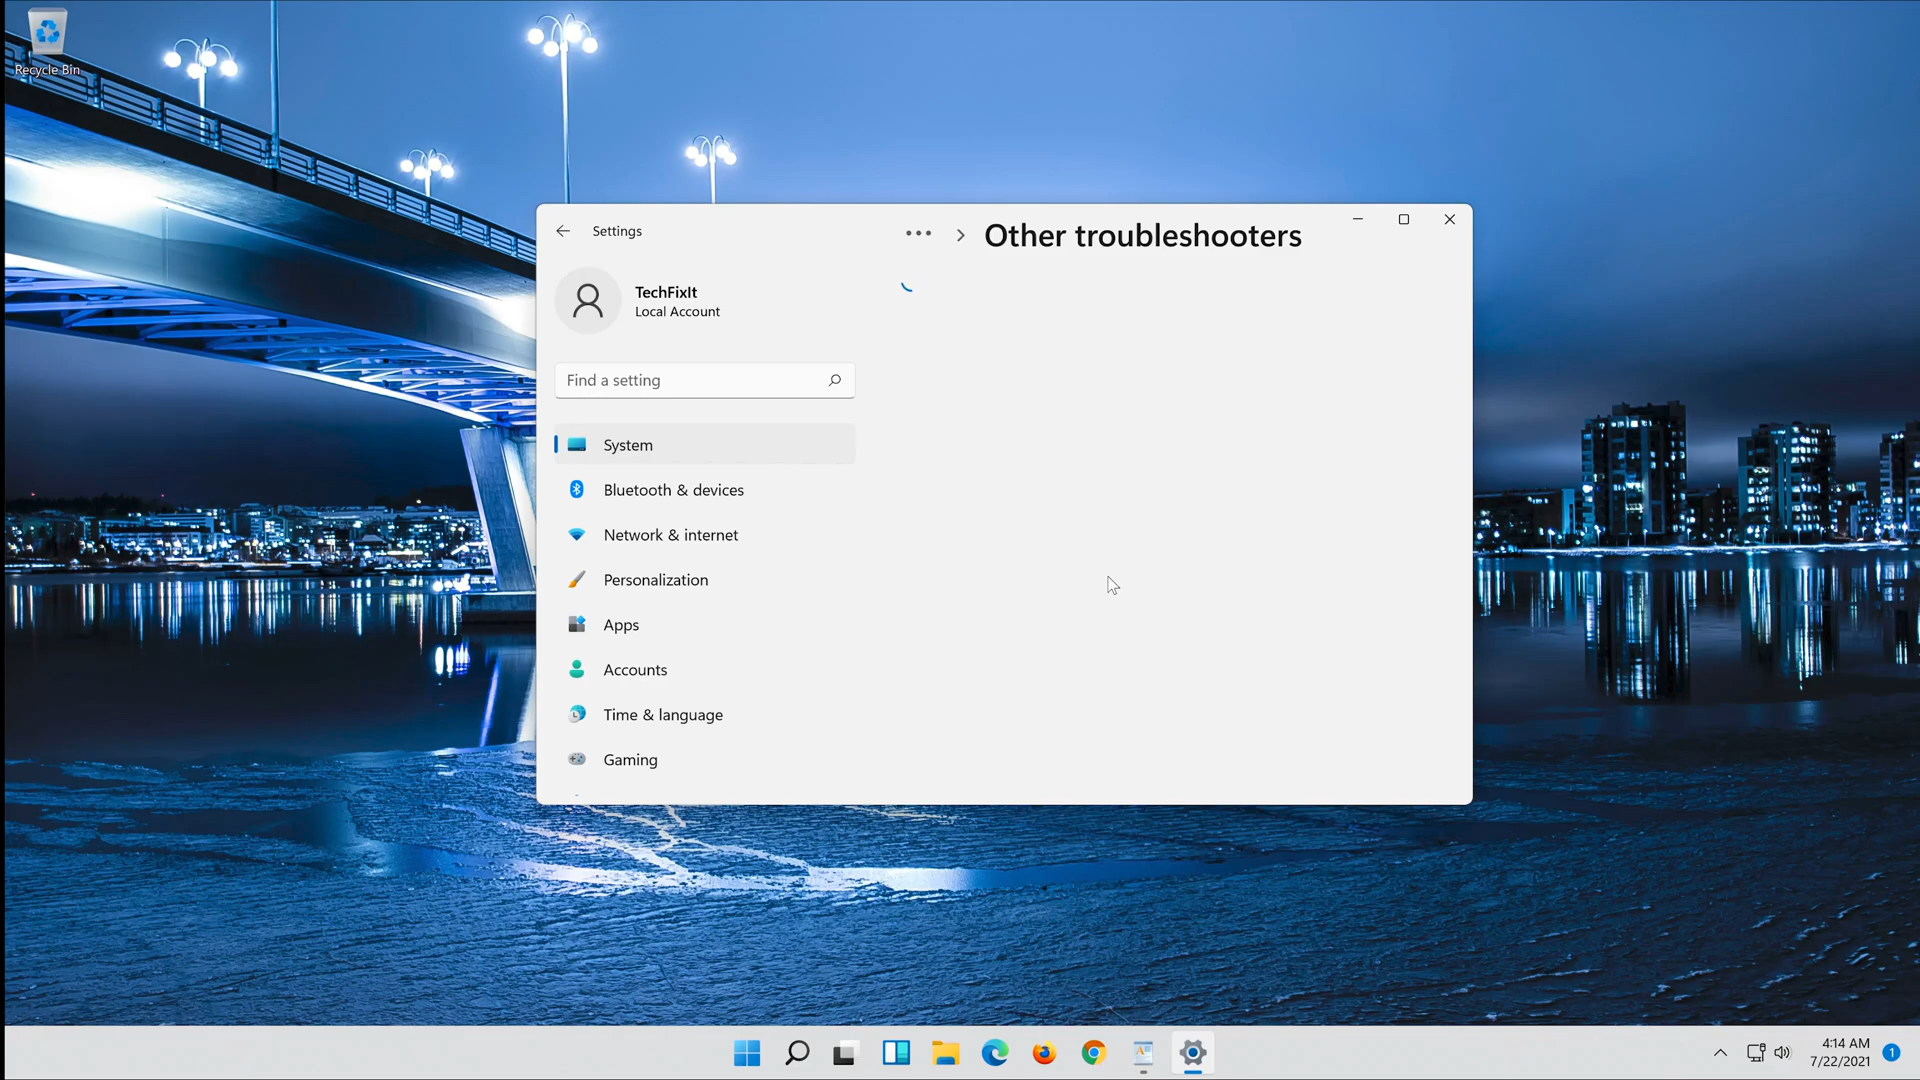 Recycle Bin
Settings
Other troubleshooters
TechFixIt
Local Account
Find a setting
System
Bluetooth & devices
Network & internet
Personalization
Apps
Accounts
Time & language
Gaming
4:14 AM
7/22/2021
1